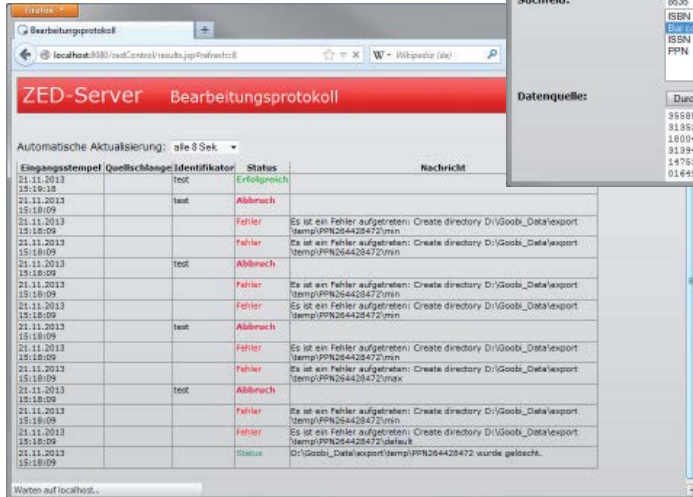 Firefox
Bearbeitungsprotokoll
+
localhost:8080/zedControl/results.jsp#refresh:8
W - Wikipedia (de)
ZED-Server Bearbeitungsprotokoll
Automatische Aktualisierung: alle 8 Sek.
Eingangsstempel Quellschlange Identifikator Status Nachricht
21.11.2013 test Erfolgreich
15:19:18
21.11.2013 test Abbruch
15:18:09
21.11.2013 Fehler Es ist ein Fehler aufgetreten: Create directory D:\Goobi_Data\export
15:18:09 \temp\PPN264428472\min
21.11.2013 Fehler Es ist ein Fehler aufgetreten: Create directory D:\Goobi_Data\export
15:18:09 \temp\PPN264428472\min
21.11.2013 test Abbruch
15:18:09
21.11.2013 Fehler Es ist ein Fehler aufgetreten: Create directory D:\Goobi_Data\export
15:18:09 \temp\PPN264428472\min
21.11.2013 Fehler Es ist ein Fehler aufgetreten: Create directory D:\Goobi_Data\export
15:18:09 \temp\PPN264428472\min
21.11.2013 test Abbruch
15:18:09
21.11.2013 Fehler Es ist ein Fehler aufgetreten: Create directory D:\Goobi_Data\export
15:18:09 \temp\PPN264428472\min
21.11.2013 Fehler Es ist ein Fehler aufgetreten: Create directory D:\Goobi_Data\export
15:18:09 \temp\PPN264428472\max
21.11.2013 test Abbruch
15:18:09
21.11.2013 Fehler Es ist ein Fehler aufgetreten: Create directory D:\Goobi_Data\export
15:18:09 \temp\PPN264428472\min
21.11.2013 Fehler Es ist ein Fehler aufgetreten: Create directory D:\Goobi_Data\export
15:18:09 \temp\PPN264428472\default
21.11.2013 Status D:\Goobi_Data\export\temp\PPN264428472 wurde gelöscht.
15:18:09
Warten auf localhost...
ISBN
ISSN
PPN
Datenquelle: